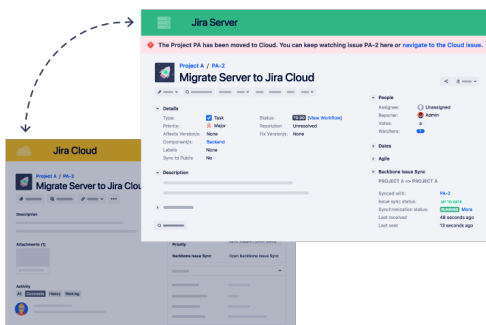 Jira Server
The Project PA has been moved to Cloud. You can keep watching issue PA-2 here or navigate to the Cloud issue.
Project A / PA-2
Migrate Server to Jira Cloud
Details
Type: Task
Priority: Major
Affects Version/s: None
Component/s: Backend
Labels: None
Sync to Public No
Status: TO DO (View Workflow)
Resolution: Unresolved
Fix Version/s: None
Description
People
Assignee: Unassigned
Reporter: Admin
Votes:
Watchers:
Dates
Agile
Backbone Issue Sync
PROJECT A >> PROJECT A
Synced with: PA-2
Issue sync status: UP TO DATE
Synchronisation status: RUNNING More
Last received 48 seconds ago
Last sent 13 seconds ago
Jira Cloud
Project A / PA-2
Migrate Server to Jira Clou
Description
Attachments (1)
Activity
All Comments History Worklog
Priority
Backbone Issue Sync Open Backbone Issue Sync